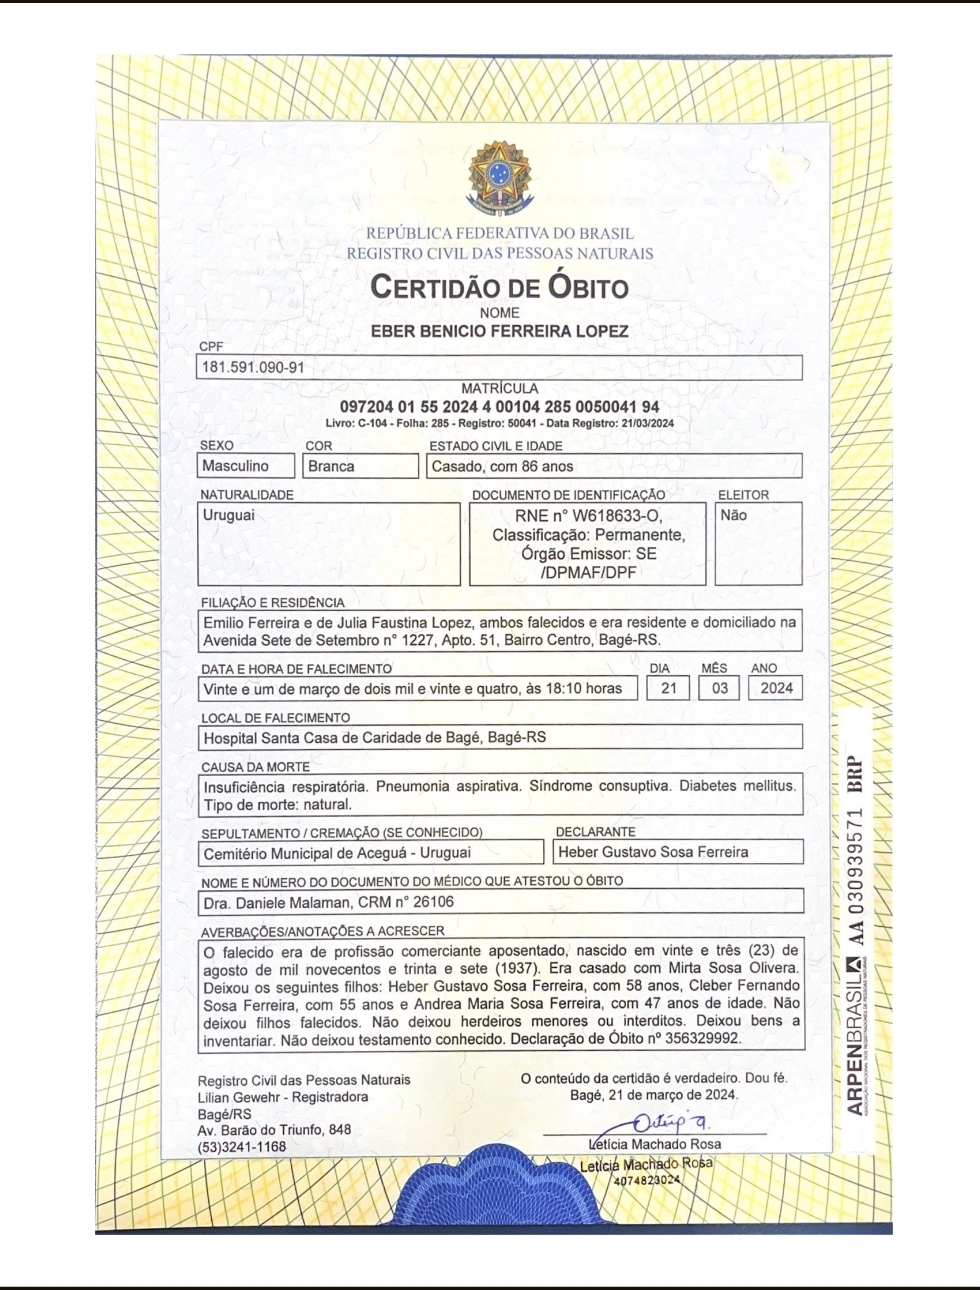 REPÚBLICA FEDERATIVA DO BRASIL
REGISTRO CIVIL DAS PESSOAS NATURAIS
CERTIDÃO DE ÓBITO
NOME
EBER BENICIO FERREIRA LOPEZ
CPF
181.591.090-91
MATRÍCULA
097204 01 55 2024 4 00104 285 0050041 94
Livro: C-104 - Folha: 285 - Registro: 50041 - Data Registro: 21/03/2024
SEXO COR ESTADO CIVIL E IDADE
Masculino Branca Casado, com 86 anos
NATURALIDADE DOCUMENTO DE IDENTIFICAÇÃO ELEITOR
Uruguai RNE n° W618633-O, Não
Classificação: Permanente,
Órgão Emissor: SE
/DPMAF/DPF
FILIAÇÃO E RESIDÊNCIA
Emilio Ferreira e de Julia Faustina Lopez, ambos falecidos e era residente e domiciliado na
Avenida Sete de Setembro n° 1227, Apto. 51, Bairro Centro, Bagé-RS.
DATA E HORA DE FALECIMENTO DIA MÊS ANO
Vinte e um de março de dois mil e vinte e quatro, às 18:10 horas 21 03 2024
LOCAL DE FALECIMENTO
Hospital Santa Casa de Caridade de Bagé, Bagé-RS
CAUSA DA MORTE
Insuficiência respiratória. Pneumonia aspirativa. Síndrome consuptiva. Diabetes mellitus.
Tipo de morte: natural.
SEPULTAMENTO / CREMAÇÃO (SE CONHECIDO) DECLARANTE
Cemitério Municipal de Aceguá - Uruguai Heber Gustavo Sosa Ferreira
NOME E NÚMERO DO DOCUMENTO DO MÉDICO QUE ATESTOU O ÓBITO
Dra. Daniele Malaman, CRM n° 26106
AVERBAÇÕES/ANOTAÇÕES A ACRESCER
O falecido era de profissão comerciante aposentado, nascido em vinte e três (23) de
agosto de mil novecentos e trinta e sete (1937). Era casado com Mirta Sosa Olivera.
Deixou os seguintes filhos: Heber Gustavo Sosa Ferreira, com 58 anos, Cleber Fernando
Sosa Ferreira, com 55 anos e Andrea Maria Sosa Ferreira, com 47 anos de idade. Não
deixou filhos falecidos. Não deixou herdeiros menores ou interditos. Deixou bens a
inventariar. Não deixou testamento conhecido. Declaração de Óbito nº 356329992.
Registro Civil das Pessoas Naturais
Lilian Gewehr - Registradora
Bagé/RS
Av. Barão do Triunfo, 848
(53)3241-1168
O conteúdo da certidão é verdadeiro. Dou fé.
Bagé, 21 de março de 2024.
Letícia Machado Rosa
Letícia Machado Rosa
4074823024
ARPENBRASIL AA 030939571 BRP